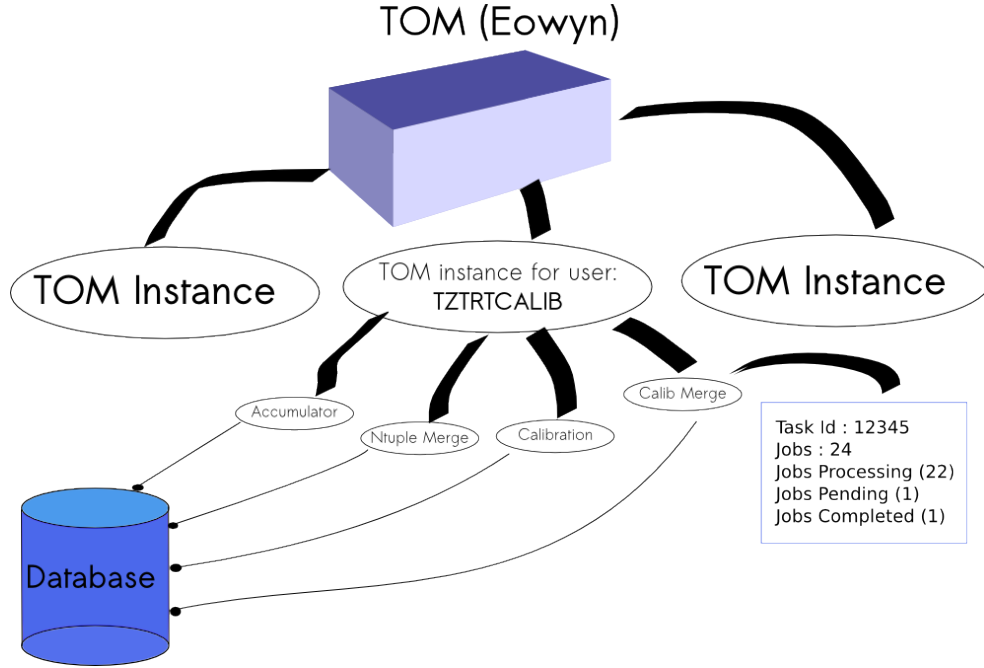 TOM (Eowyn)
TOM Instance
TOM instance for user:
TZTRTCALIB
TOM Instance
Accumulator
Ntuple Merge
Calibration
Calib Merge
Task Id : 12345
Jobs : 24
Jobs Processing (22)
Jobs Pending (1)
Jobs Completed (1)
Database